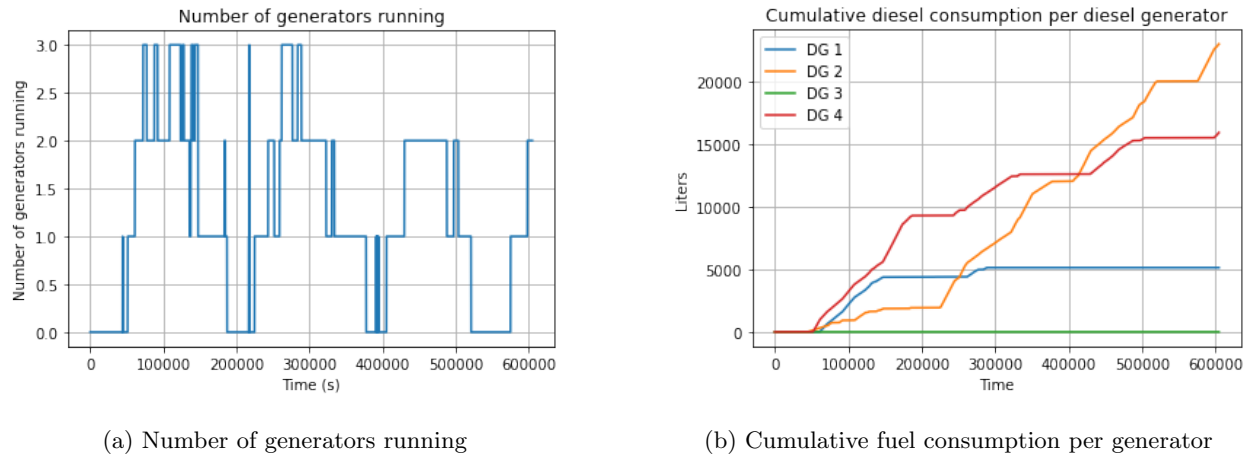 Number of generators running
Number of generators running
3.0
2.5
2.0
1.5
1.0
0.5
0.0
0 100000 200000 300000 400000 500000 600000
Time (s)
(a) Number of generators running
Cumulative diesel consumption per diesel generator
DG 1
DG 2
DG 3
DG 4
Liters
20000
15000
10000
5000
0
0 100000 200000 300000 400000 500000 600000
Time
(b) Cumulative fuel consumption per generator